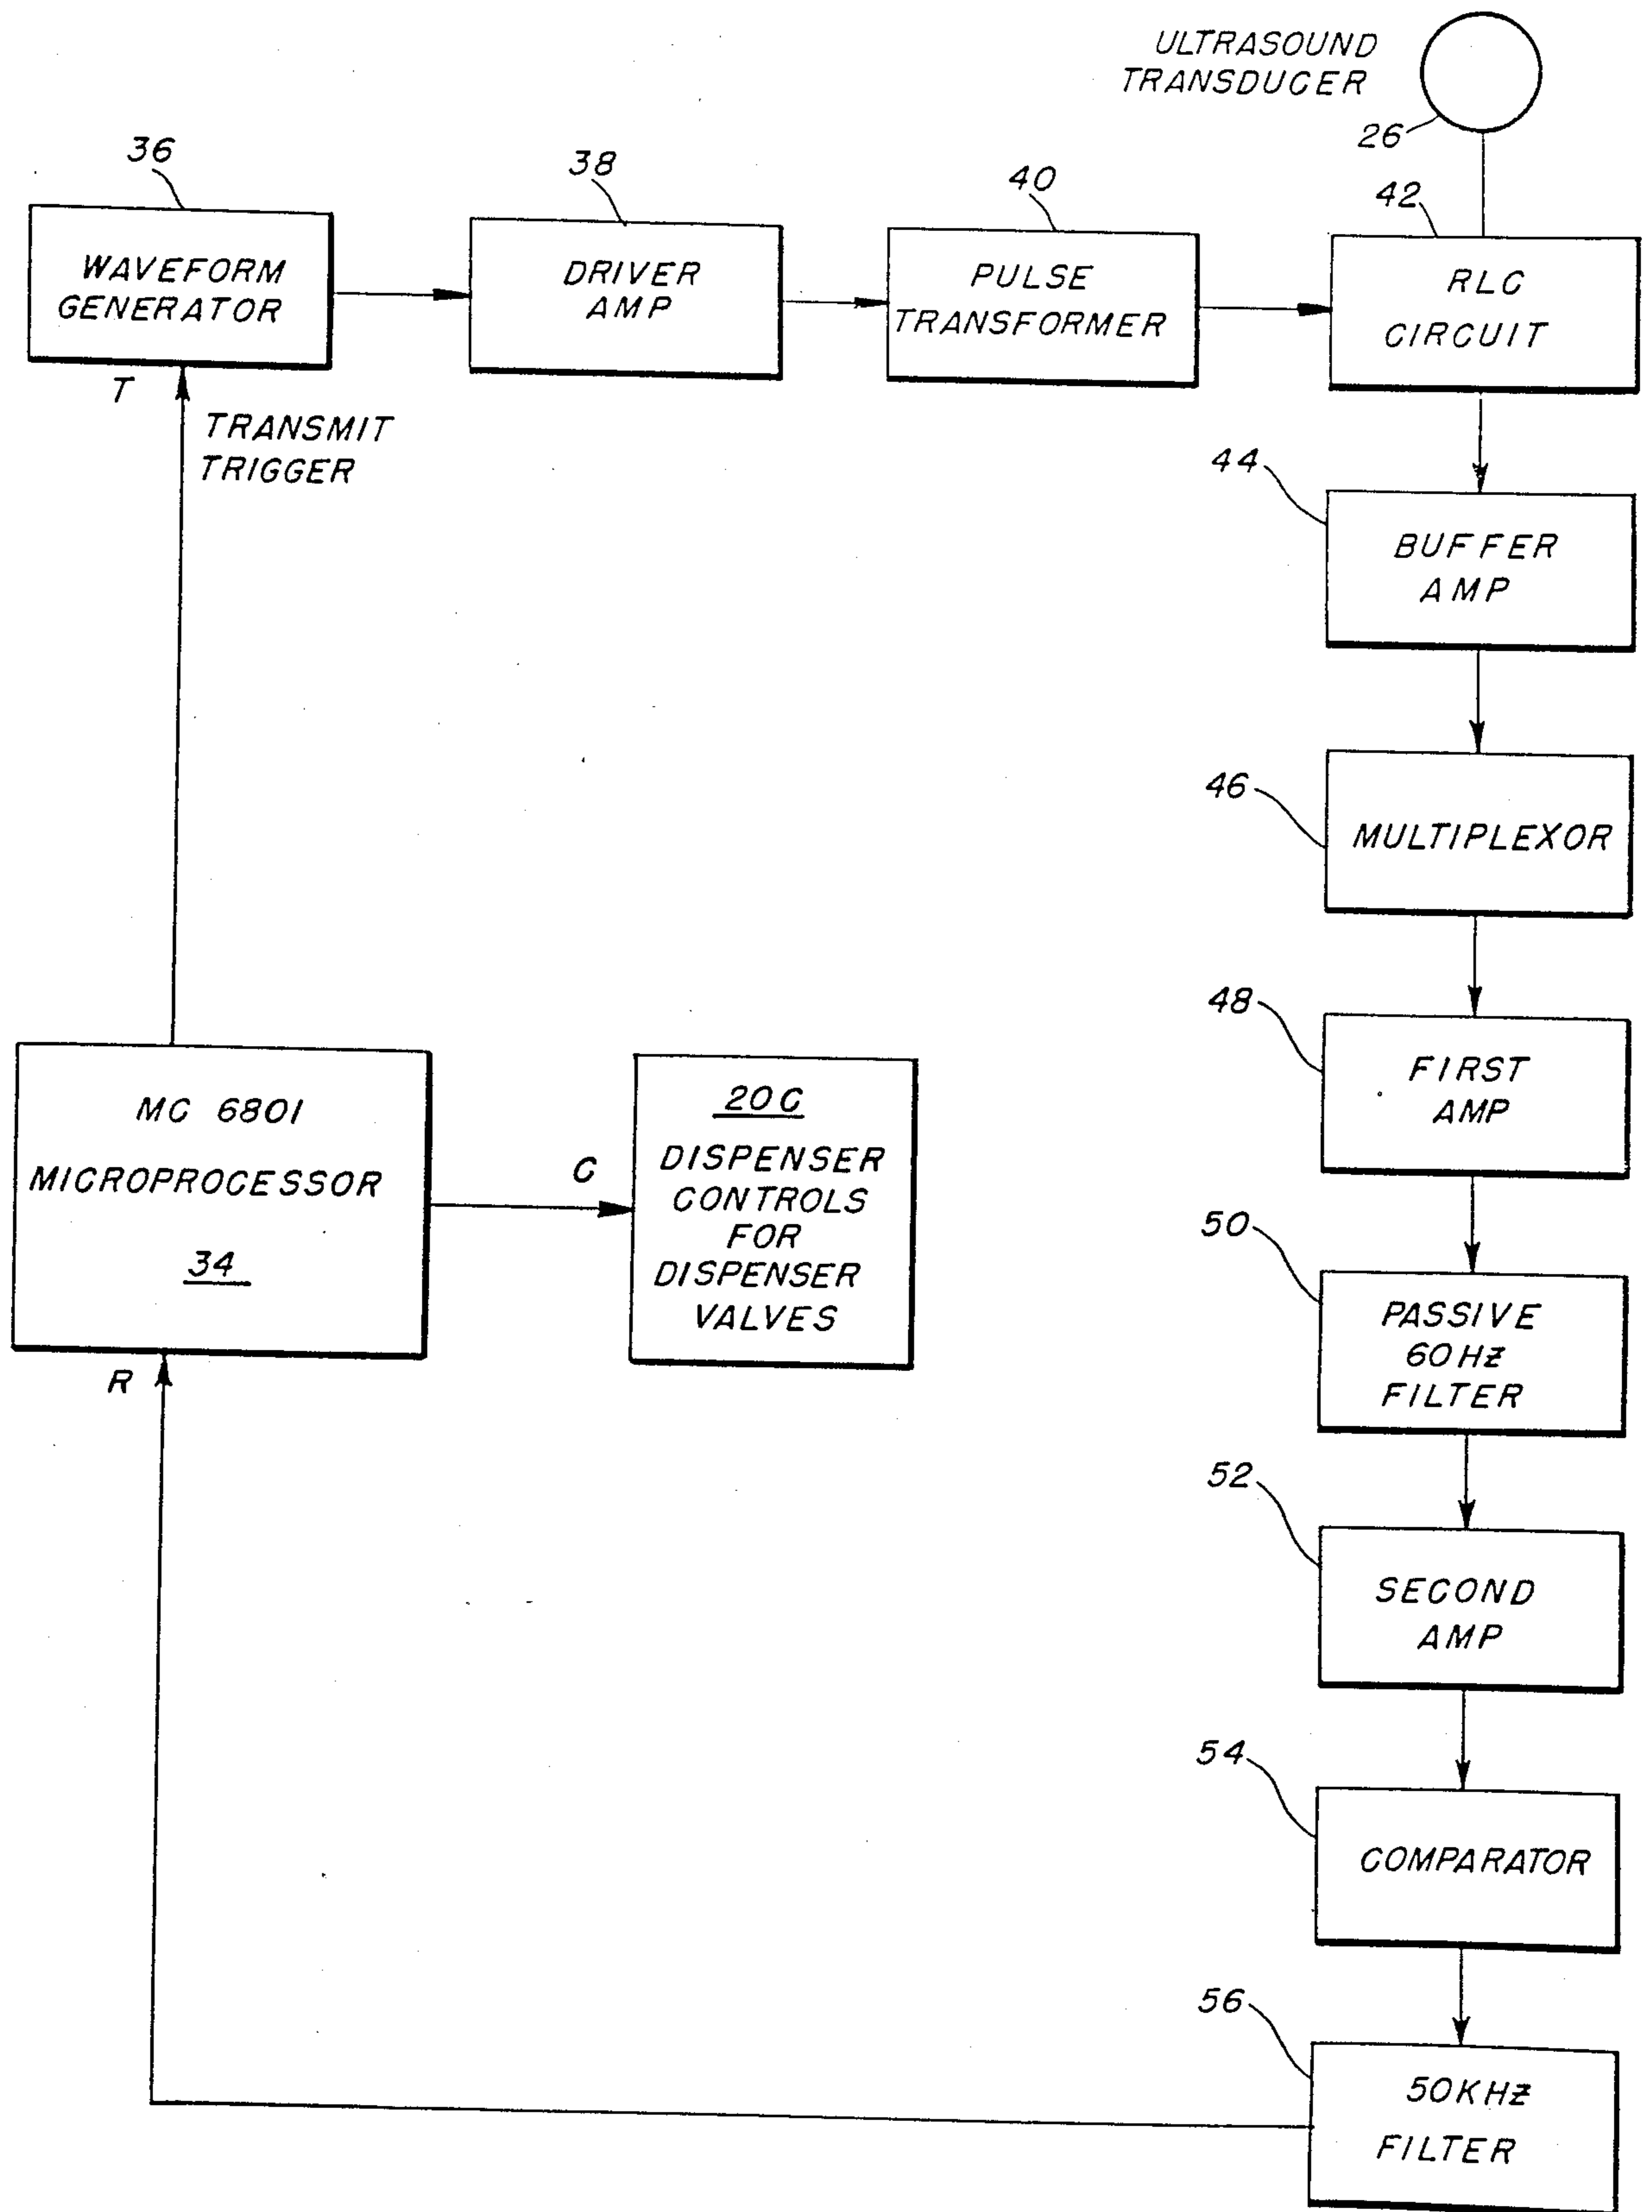 ULTRASOUND
TRANSDUCER
26
36
38
40
42
WAVEFORM
GENERATOR
DRIVER
AMP
PULSE
TRANSFORMER
RLC
CIRCUIT
T
TRANSMIT
TRIGGER
44
BUFFER
AMP
46
MULTIPLEXOR
48
FIRST
AMP
MC 6801
MICROPROCESSOR
34
C
20C
DISPENSER
CONTROLS
FOR
DISPENSER
VALVES
R
50
PASSIVE
60HZ
FILTER
52
SECOND
AMP
54
COMPARATOR
56
50KHZ
FILTER